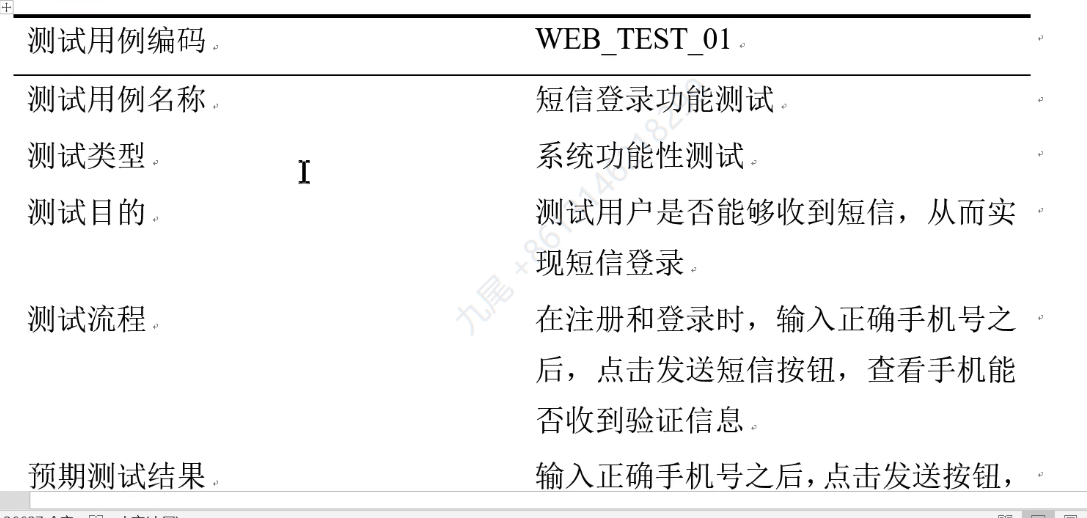 测试用例编码 WEB_TEST_01
测试用例名称 短信登录功能测试
测试类型 系统功能性测试
测试目的 测试用户是否能够收到短信，从而实
现短信登录
测试流程 在注册和登录时，输入正确手机号之
后，点击发送短信按钮，查看手机能
否收到验证信息
预期测试结果 输入正确手机号之后，点击发送按钮，
九尾